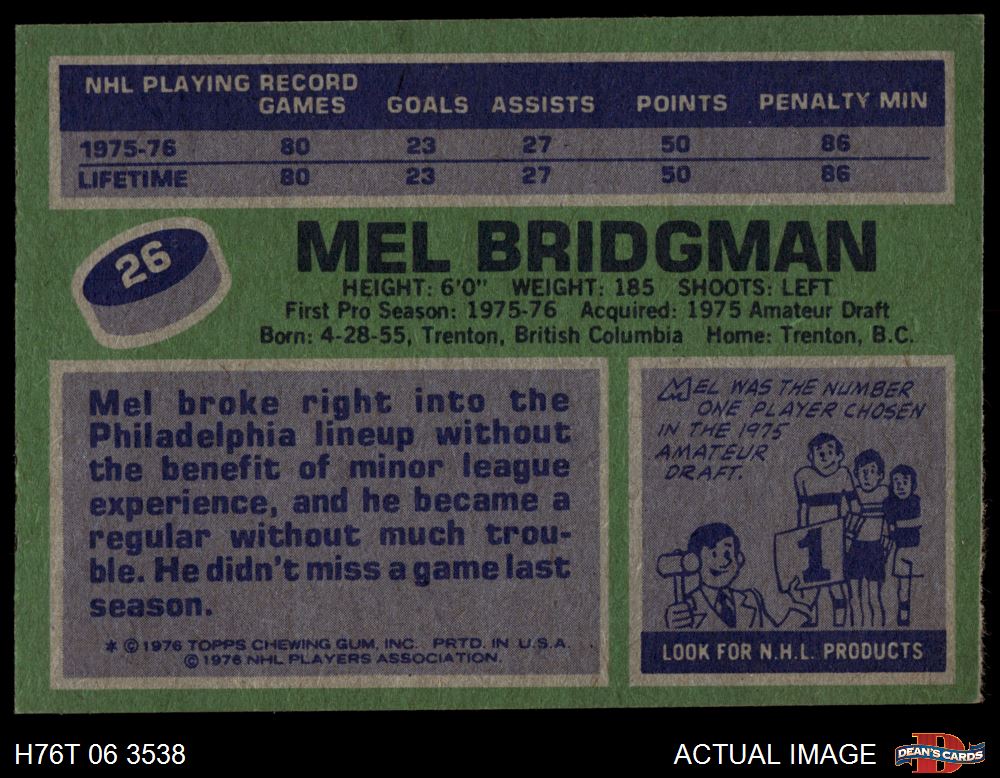 NHL PLAYING RECORD
GAMES GOALS ASSISTS POINTS PENALTY MIN
1975-76 80 23 27 50 86
LIFETIME 80 23 27 50 86
26
MEL BRIDGMAN
HEIGHT: 6'0" WEIGHT: 185 SHOOTS: LEFT
First Pro Season: 1975-76 Acquired: 1975 Amateur Draft
Born: 4-28-55, Trenton, British Columbia Home: Trenton, B.C.
Mel broke right into the
Philadelphia lineup without
the benefit of minor league
experience, and he became a
regular without much trou-
ble. He didn't miss a game last
season.
* © 1976 TOPPS CHEWING GUM, INC. PRTD. IN U.S.A.
© 1976 NHL PLAYERS ASSOCIATION.
MEL WAS THE NUMBER
ONE PLAYER CHOSEN
IN THE 1975
AMATEUR
DRAFT.
1
LOOK FOR N.H.L. PRODUCTS
H76T 06 3538
ACTUAL IMAGE
DEAN'S CARDS